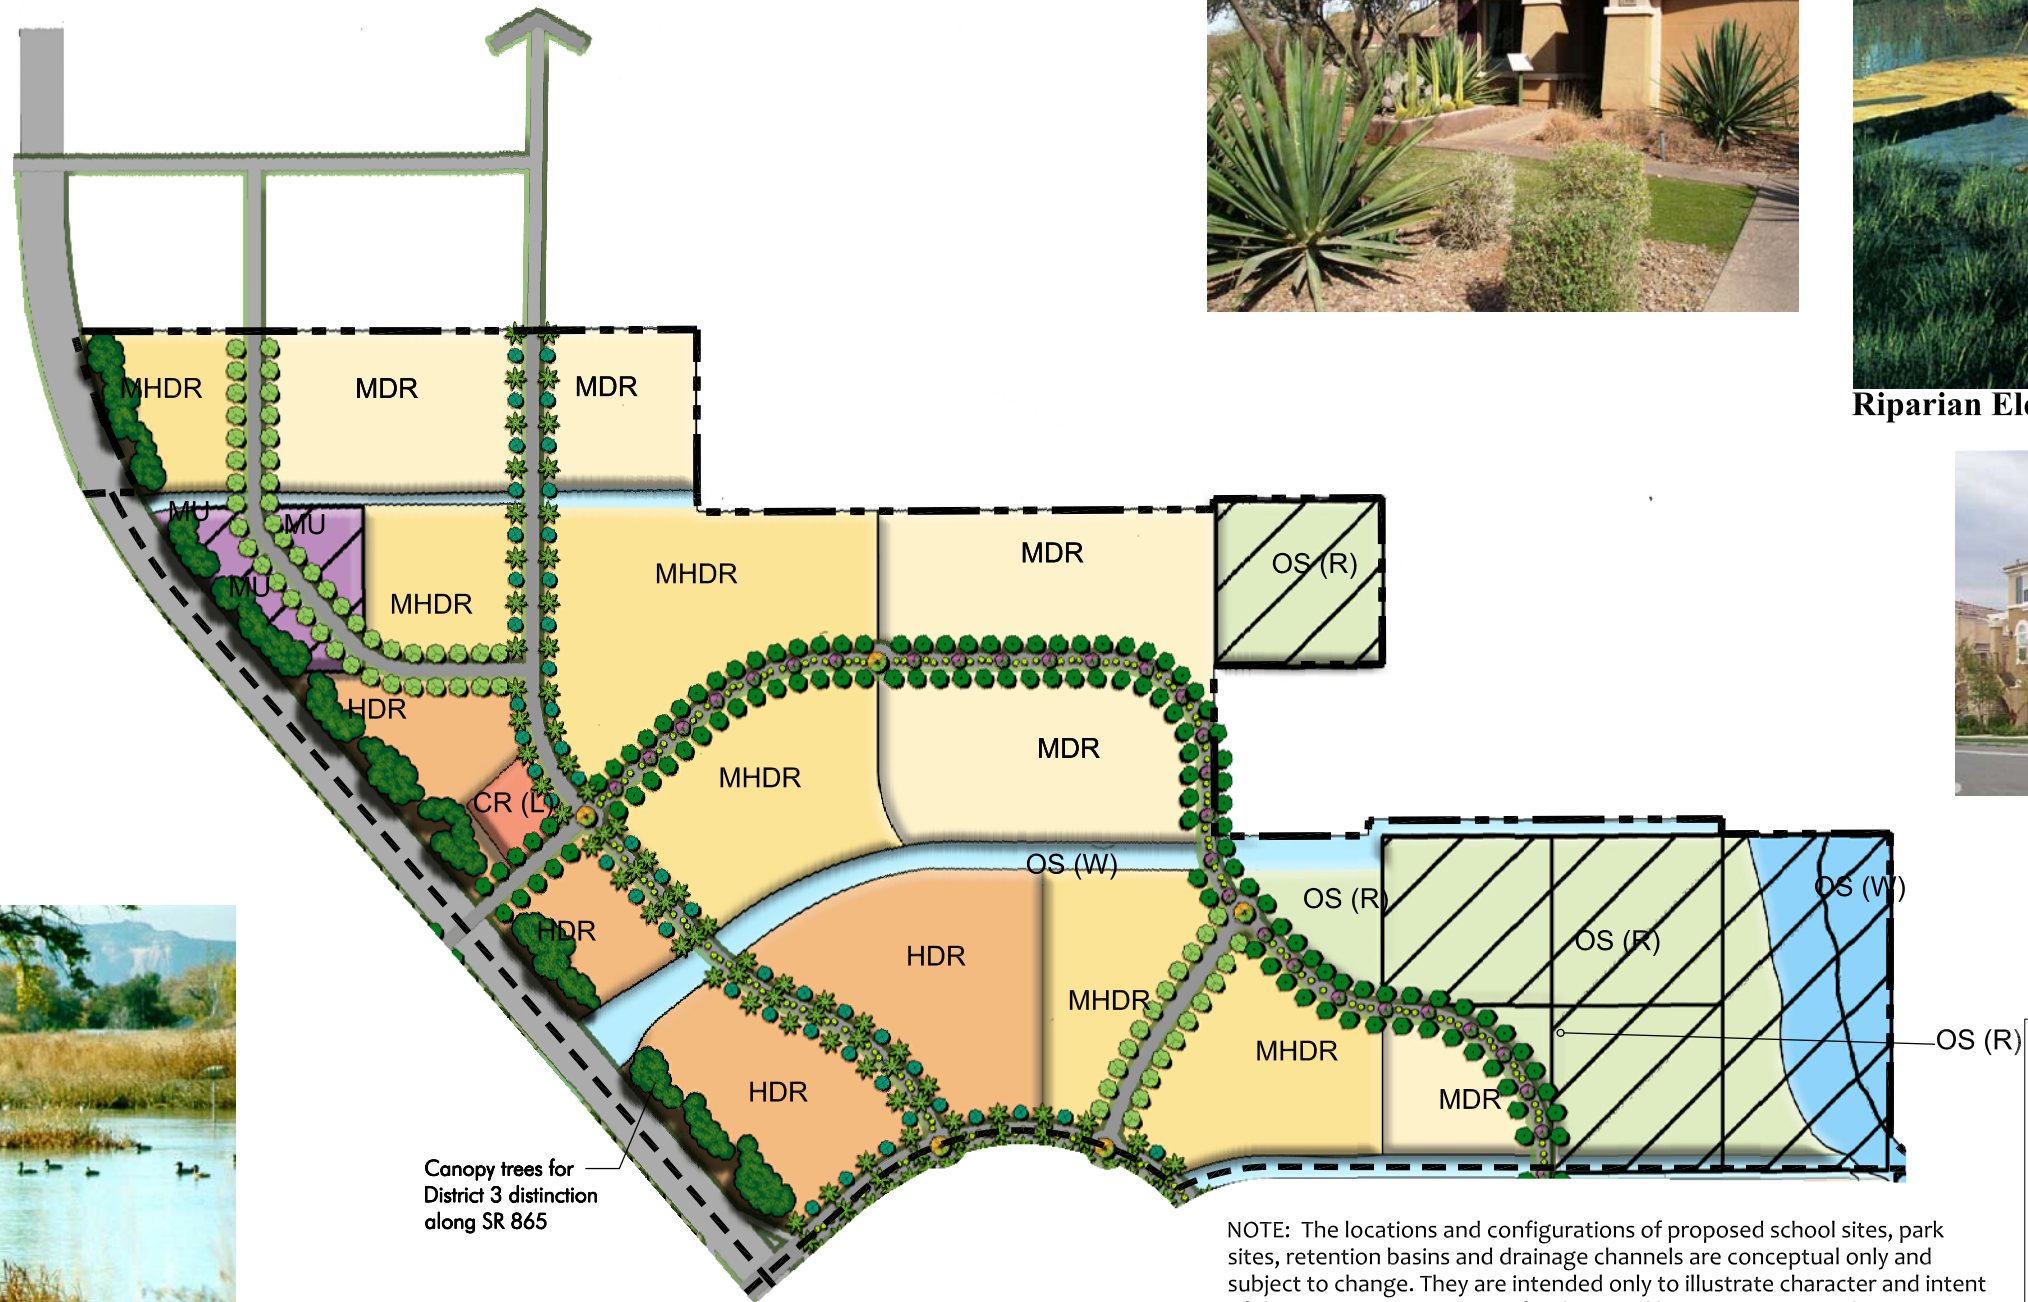 Riparian
MHDR
MDR
MDR
MU
MU
MU
MHDR
MHDR
MDR
OS (R)
HDR
MHDR
MDR
CR (L)
OS (W)
OS (R)
OS (W)
HDR
HDR
OS (R)
MHDR
OS (R)
HDR
MHDR
MDR
Canopy trees for
District 3 distinction
along SR 865
NOTE: The locations and configurations of proposed school sites, park
sites, retention basins and drainage channels are conceptual only and
subject to change. They are intended only to illustrate character and intent